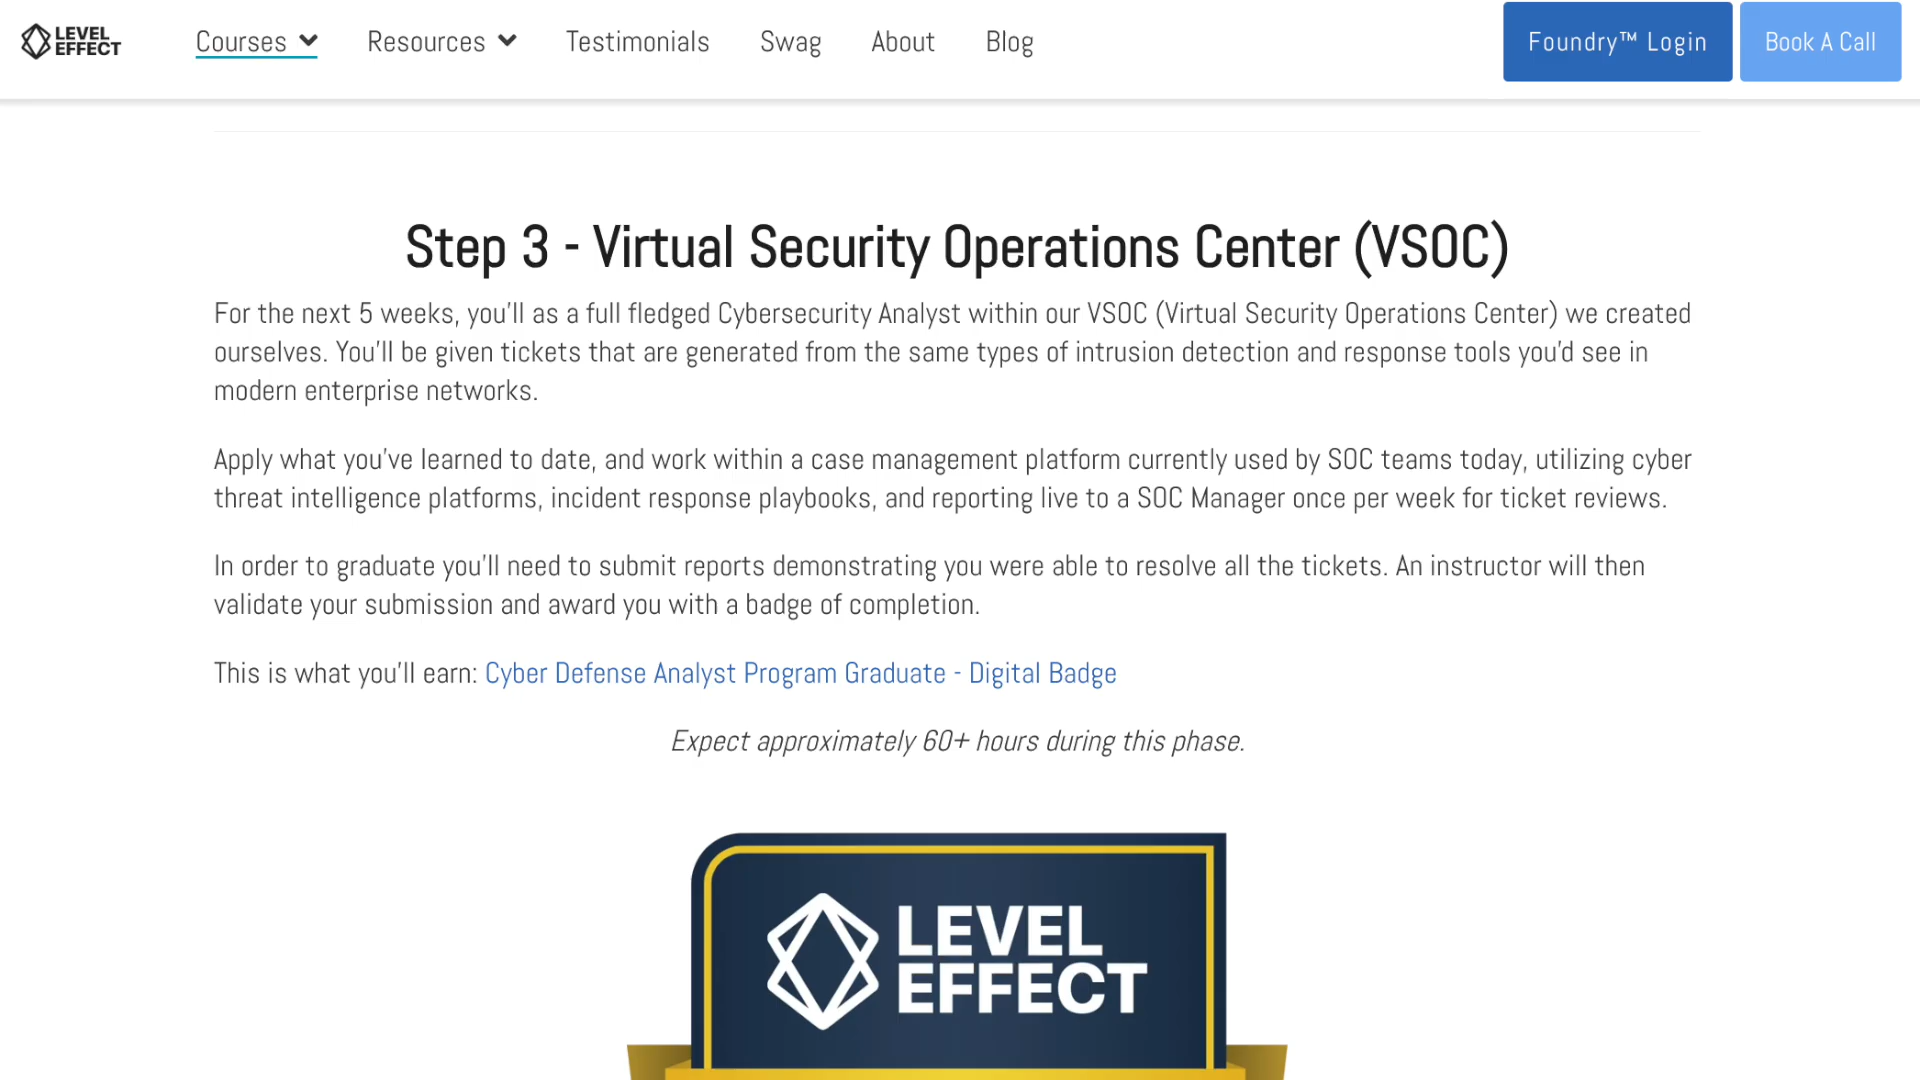 LEVEL
EFFECT
Courses
Resources
Testimonials
Swag
About
Blog
Foundry™ Login
Book A Call
Step 3 - Virtual Security Operations Center (VSOC)
For the next 5 weeks, you'll as a full fledged Cybersecurity Analyst within our VSOC (Virtual Security Operations Center) we created
ourselves. You'll be given tickets that are generated from the same types of intrusion detection and response tools you'd see in
modern enterprise networks.
Apply what you've learned to date, and work within a case management platform currently used by SOC teams today, utilizing cyber
threat intelligence platforms, incident response playbooks, and reporting live to a SOC Manager once per week for ticket reviews.
In order to graduate you'll need to submit reports demonstrating you were able to resolve all the tickets. An instructor will then
validate your submission and award you with a badge of completion.
This is what you'll earn: Cyber Defense Analyst Program Graduate - Digital Badge
Expect approximately 60+ hours during this phase.
LEVEL
EFFECT